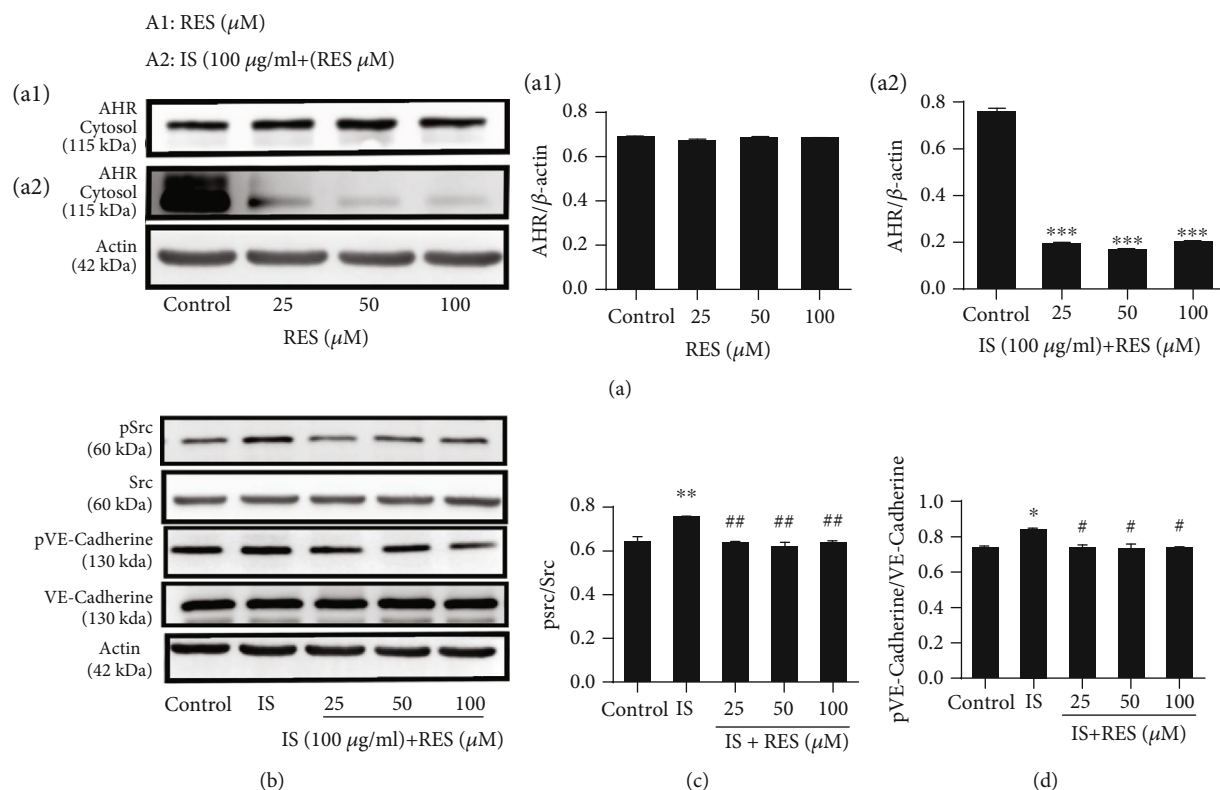 A1: RES (μM)
A2: IS (100 μg/ml+(RES μM)
(a1)
AHR
Cytosol
(115 kDa)
(a2)
AHR
Cytosol
(115 kDa)
Actin
(42 kDa)
Control 25 50 100
RES (μM)
(a1)
AHR/β-actin
0.8
0.6
0.4
0.2
0.0
Control 25 50 100
RES (μM)
(a2)
AHR/β-actin
0.8
0.6
0.4
0.2
0.0
*** *** ***
Control 25 50 100
IS (100 μg/ml)+RES (μM)
(a)
pSrc
(60 kDa)
Src
(60 kDa)
pVE-Cadherine
(130 kda)
VE-Cadherine
(130 kda)
Actin
(42 kDa)
Control IS 25 50 100
IS (100 μg/ml)+RES (μM)
(b)
psrc/Src
0.8
0.6
0.4
0.2
0.0
** ## ## ##
Control IS 25 50 100
IS + RES (μM)
(c)
pVE-Cadherine/VE-Cadherine
1.0
0.8
0.6
0.4
0.2
0.0
* # # #
Control IS 25 50 100
IS+RES (μM)
(d)